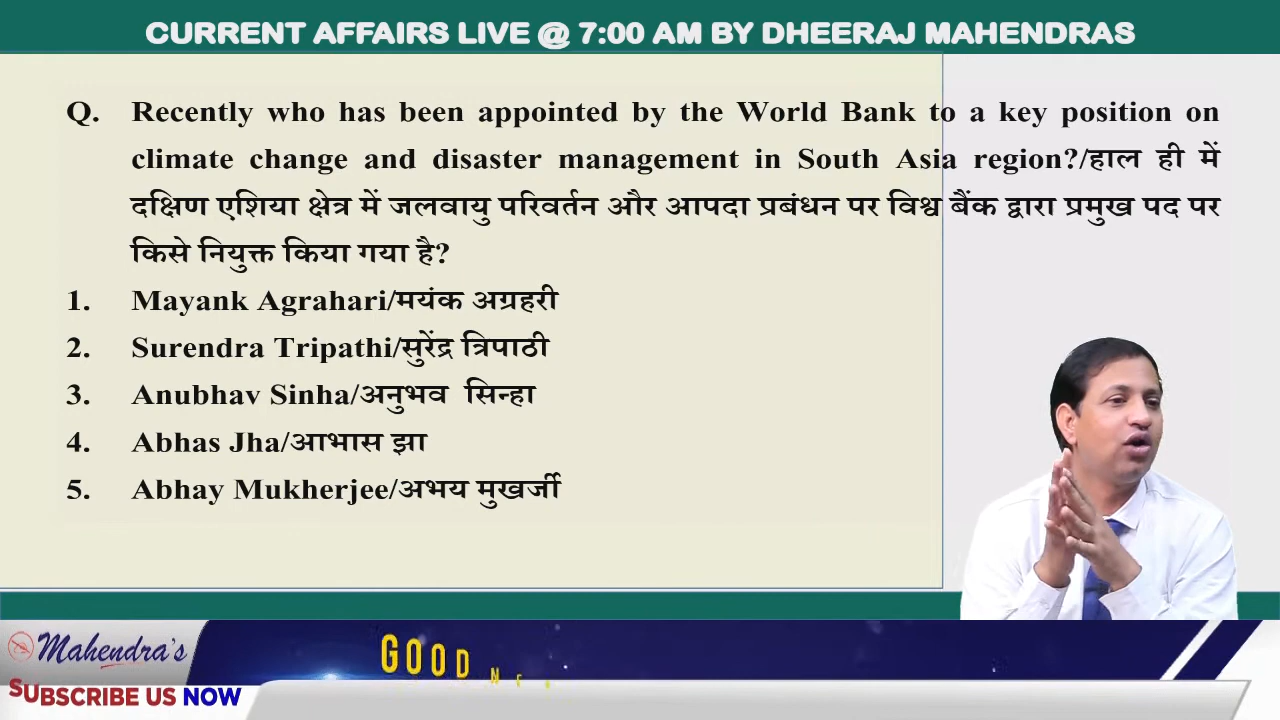 CURRENT AFFAIRS LIVE @ 7:00 AM BY DHEERAJ MAHENDRAS
Q. Recently who has been appointed by the World Bank to a key position on
climate change and disaster management in South Asia region?/हाल ही में
दक्षिण एशिया क्षेत्र में जलवायु परिवर्तन और आपदा प्रबंधन पर विश्व बैंक द्वारा प्रमुख पद पर
किसे नियुक्त किया गया है?
1. Mayank Agrahari/मयंक अग्रहरी
2. Surendra Tripathi/सुरेंद्र त्रिपाठी
3. Anubhav Sinha/अनुभव सिन्हा
4. Abhas Jha/आभास झा
5. Abhay Mukherjee/अभय मुखर्जी
Mahendra's
GOOD
SUBSCRIBE US NOW